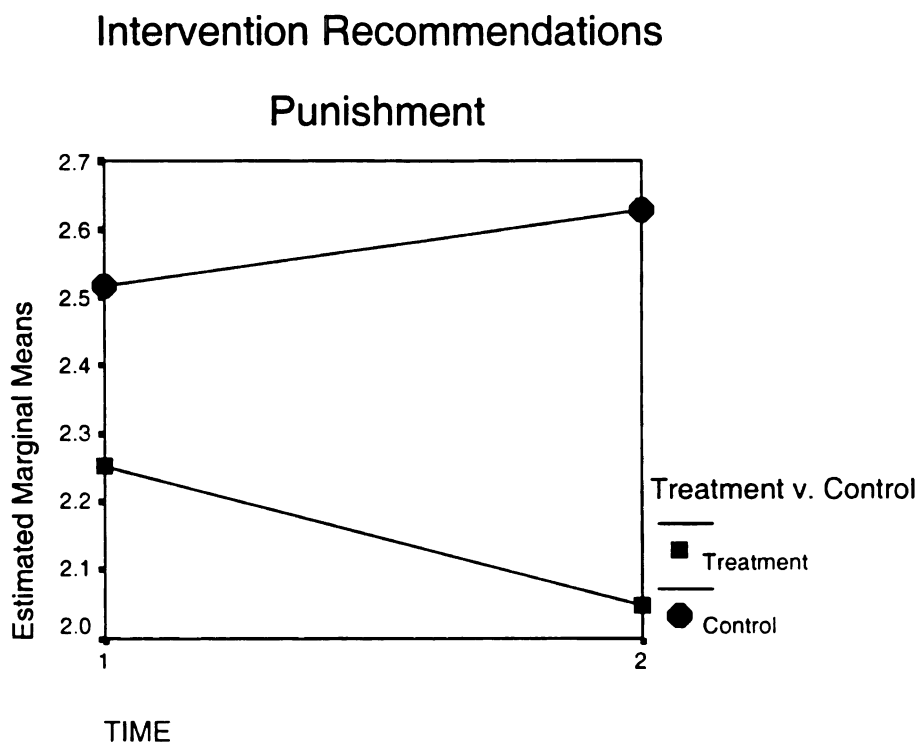 Intervention Recommendations
Punishment
Estimated Marginal Means
2.7
2.6
2.5
2.4
2.3
2.2
2.1
2.0
1
2
TIME
Treatment v. Control
Treatment
Control